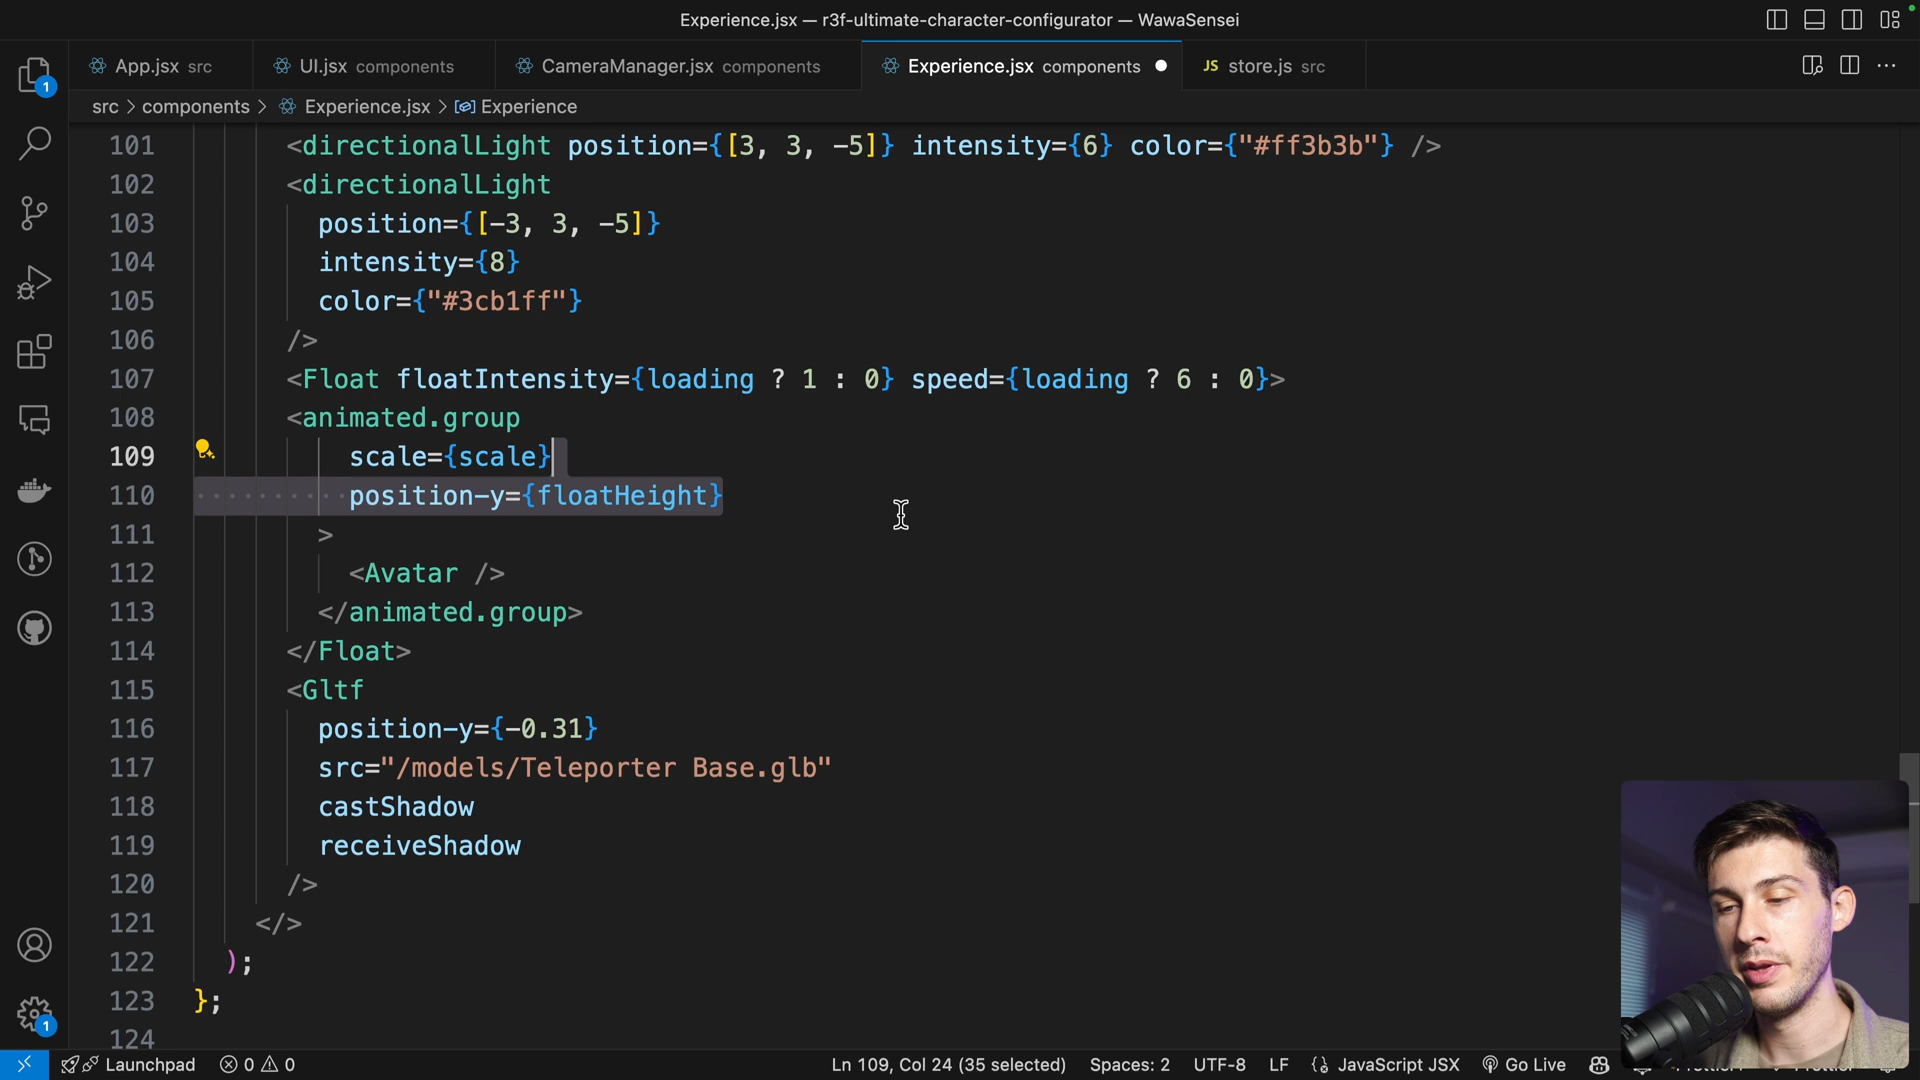 Experience.jsx — r3f-ultimate-character-configurator — WawaSensei
App.jsx src
UI.jsx components
CameraManager.jsx components
Experience.jsx components
JS store.js src
1
src > components > Experience.jsx > Experience
101 <directionalLight position={[3, 3, -5]} intensity={6} color={"#ff3b3b"} />
102 <directionalLight
103 position={[-3, 3, -5]}
104 intensity={8}
105 color={"#3cb1ff"}
106 />
107 <Float floatIntensity={loading ? 1 : 0} speed={loading ? 6 : 0}>
108 <animated.group
109 scale={scale}
110 position-y={floatHeight}
111 >
112 <Avatar />
113 </animated.group>
114 </Float>
115 <Gltf
116 position-y={-0.31}
117 src="/models/Teleporter Base.glb"
118 castShadow
119 receiveShadow
120 />
121 </>
122 );
123 };
124
1
Launchpad 0 0 Ln 109, Col 24 (35 selected) Spaces: 2 UTF-8 LF {} JavaScript JSX Go Live